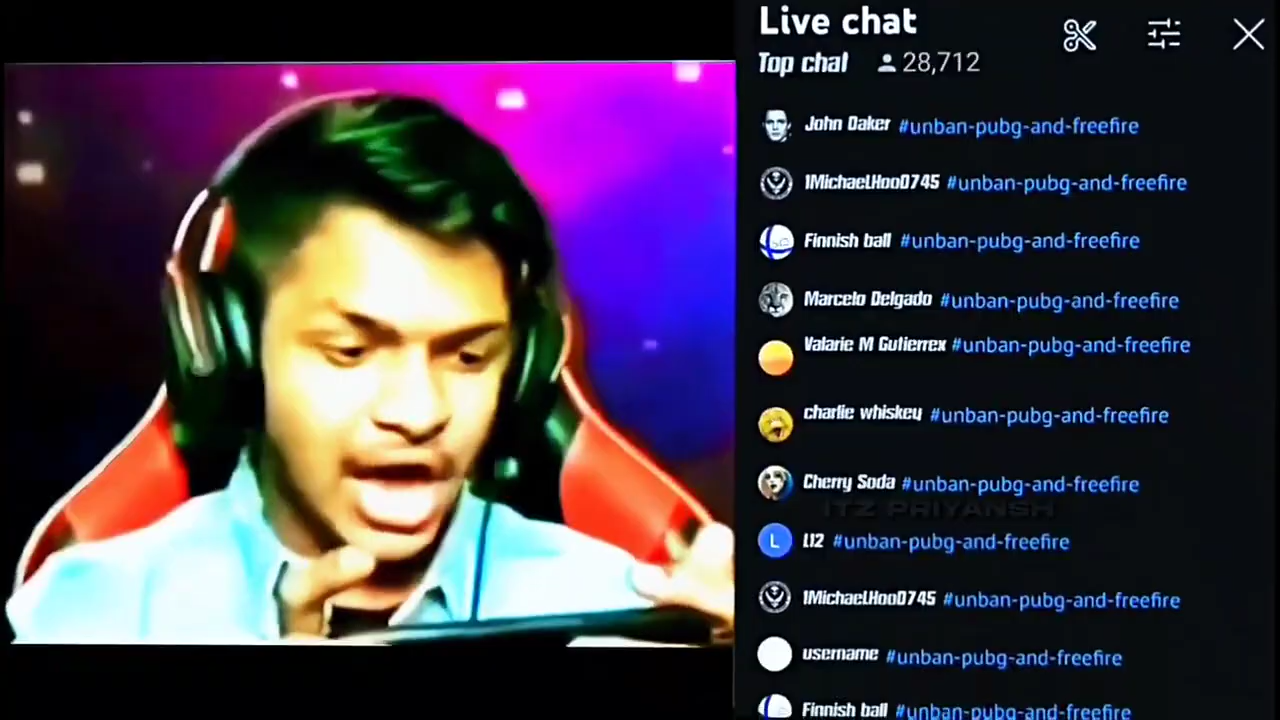 Live chat
Top chat 28,712
John Daker #unban-pubg-and-freefire
1MichaelHoo0745 #unban-pubg-and-freefire
Finnish ball #unban-pubg-and-freefire
Marcelo Delgado #unban-pubg-and-freefire
Valarie M Gutierrex #unban-pubg-and-freefire
charlie whiskey #unban-pubg-and-freefire
Cherry Soda #unban-pubg-and-freefire
ITZ PRIYANSH
L L12 #unban-pubg-and-freefire
1MichaelHoo0745 #unban-pubg-and-freefire
username #unban-pubg-and-freefire
Finnish ball #unban-pubg-and-freefire